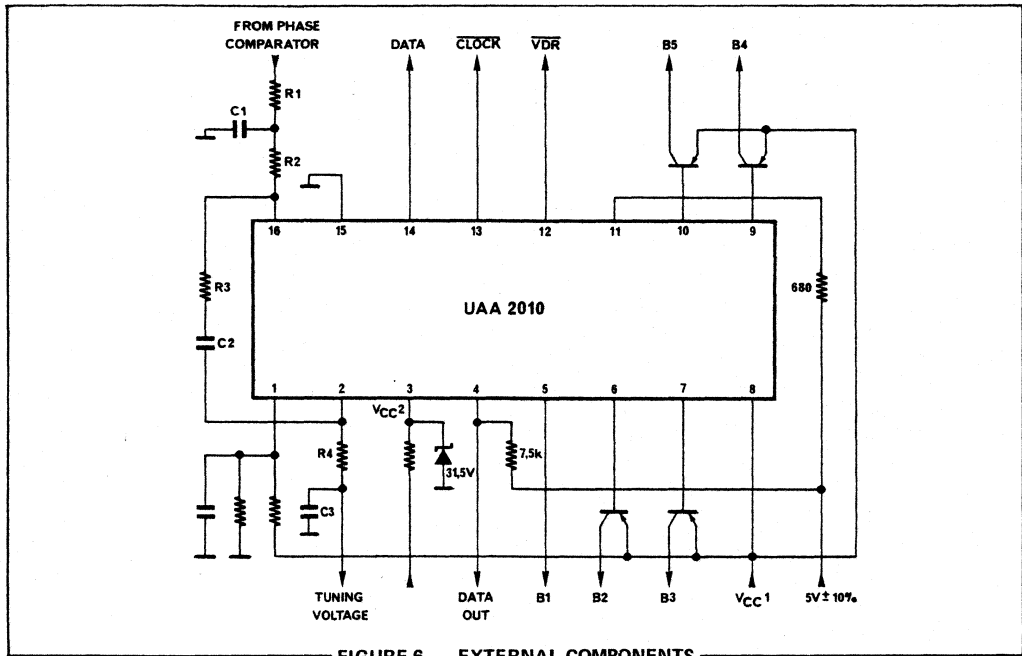 FROM PHASE
COMPARATOR
DATA
CLOCK
VDR
B5
B4
R1
C1
R2
16
15
14
13
12
11
10
9
R3
680
UAA 2010
C2
1
2
3
4
5
6
7
8
VCC2
R4
7,5k
31,5V
C3
TUNING
VOLTAGE
DATA
OUT
B1
B2
B3
VCC1
5V ± 10%
FIGURE 6 EXTERNAL COMPONENTS